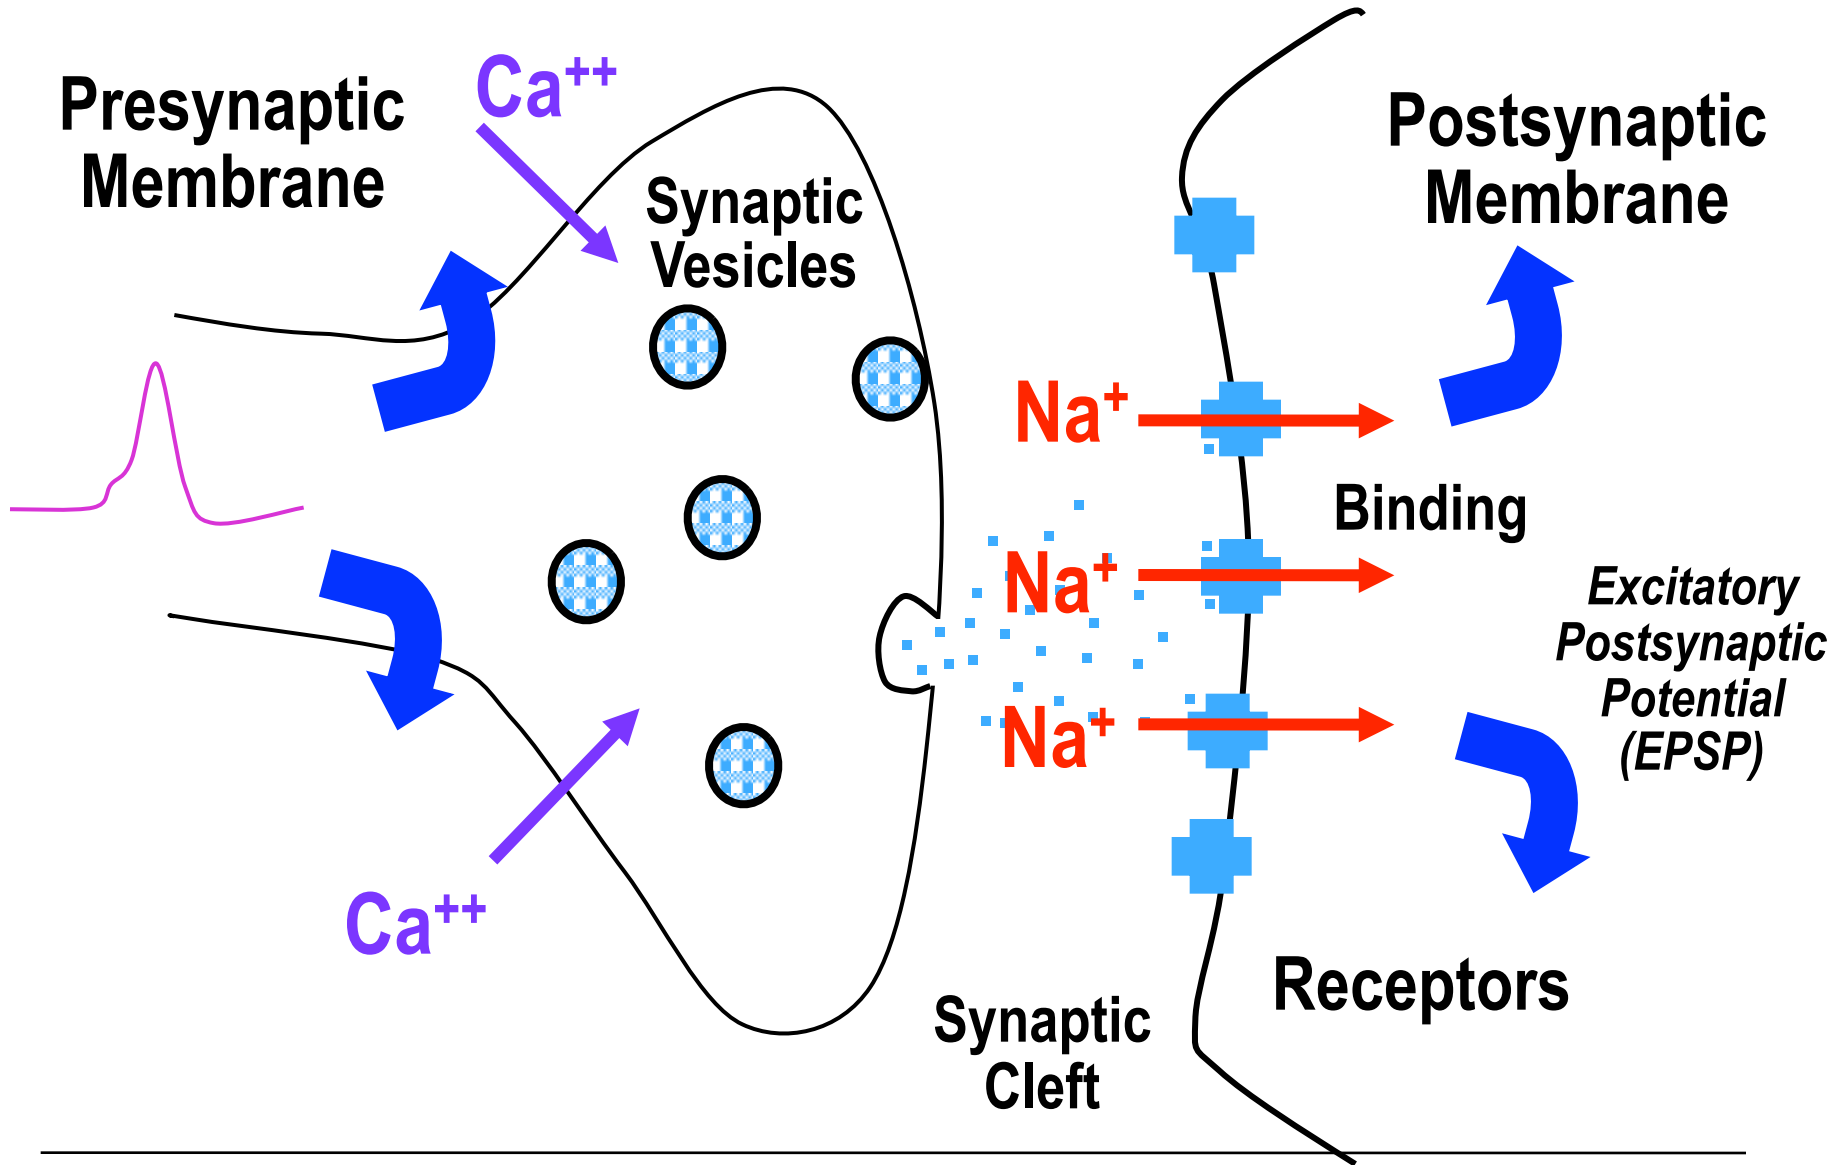 Presynaptic
Membrane
Ca++
Synaptic
Vesicles
Postsynaptic
Membrane
Na+
Binding
Na+
Excitatory
Postsynaptic
Potential
(EPSP)
Na+
Ca++
Receptors
Synaptic
Cleft